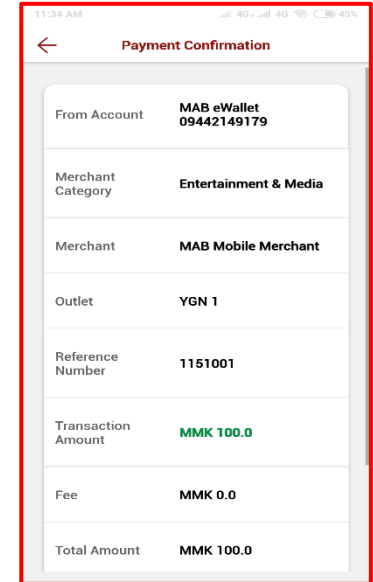 11:34 AM 4G 4G 45%
Payment Confirmation
From Account MAB eWallet
09442149179
Merchant
Category Entertainment & Media
Merchant MAB Mobile Merchant
Outlet YGN 1
Reference
Number 1151001
Transaction
Amount MMK 100.0
Fee MMK 0.0
Total Amount MMK 100.0